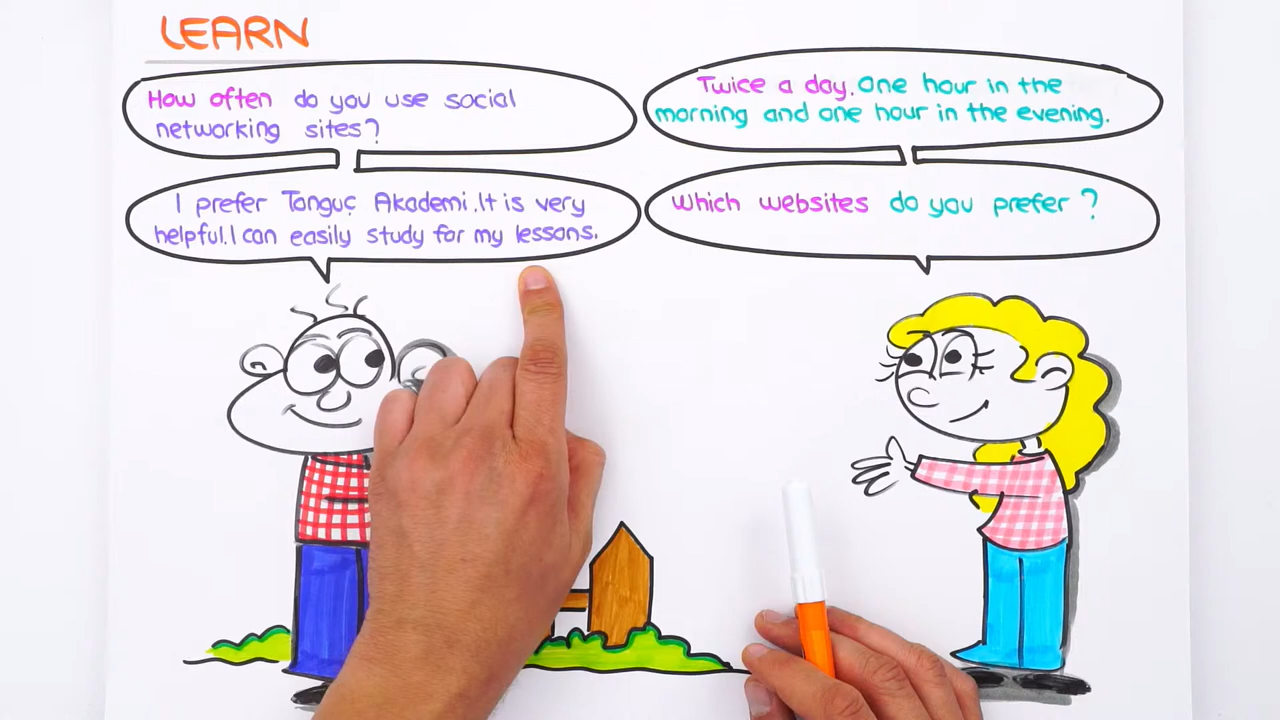 LEARN
How often do you use social
networking sites?
Twice a day. One hour in the
morning and one hour in the evening.
Which websites do you prefer?
I prefer Tonguç Akademi. It is very
helpful. I can easily study for my lessons.